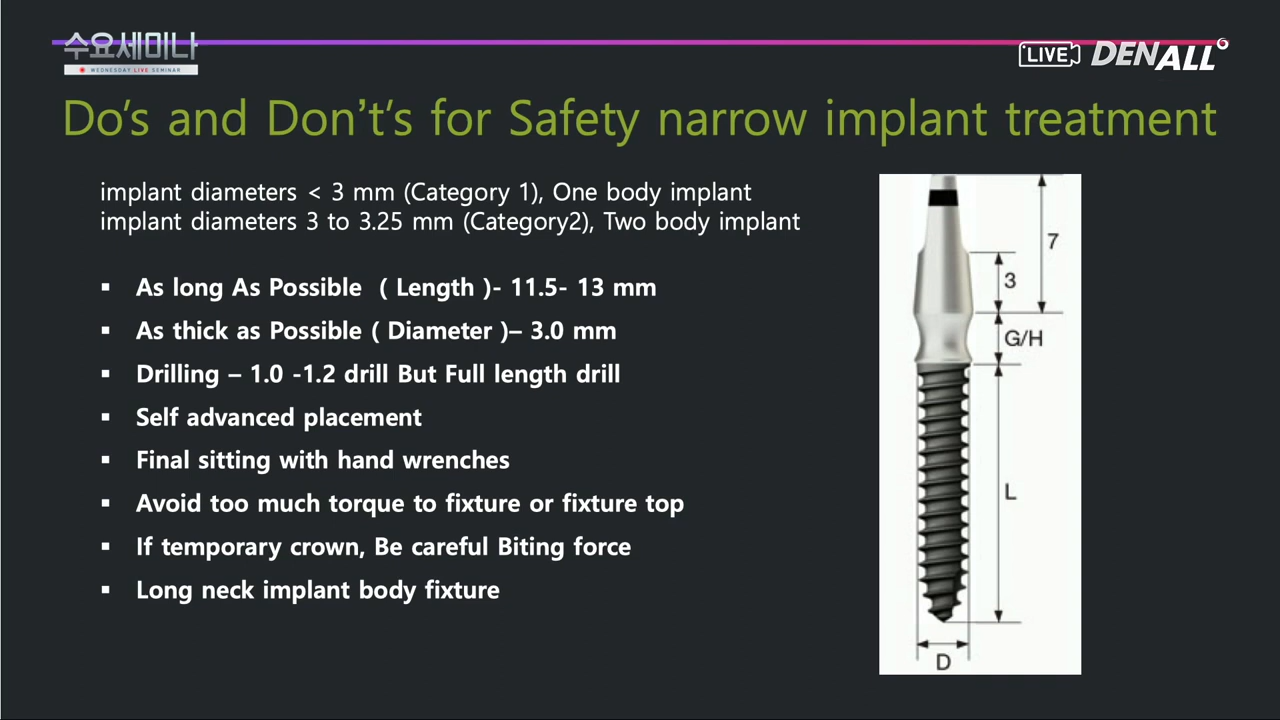 수요세미나
WEDNESDAY LIVE SEMINAR
LIVE
DENALL6
Do’s and Don’t’s for Safety narrow implant treatment
implant diameters < 3 mm (Category 1), One body implant
implant diameters 3 to 3.25 mm (Category2), Two body implant
▪ As long As Possible ( Length )- 11.5- 13 mm
▪ As thick as Possible ( Diameter )– 3.0 mm
▪ Drilling – 1.0 -1.2 drill But Full length drill
▪ Self advanced placement
▪ Final sitting with hand wrenches
▪ Avoid too much torque to fixture or fixture top
▪ If temporary crown, Be careful Biting force
▪ Long neck implant body fixture
7
3
G/H
L
D